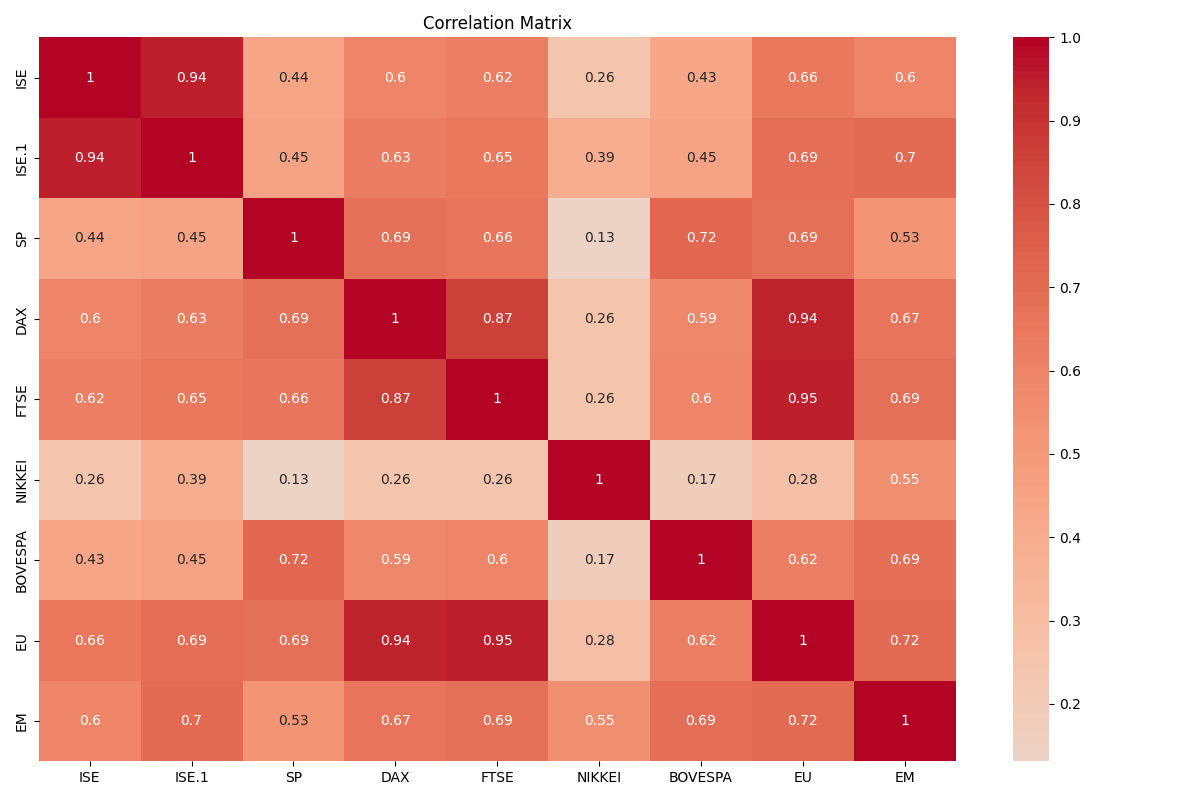 Correlation Matrix
ISE 1 0.94 0.44 0.6 0.62 0.26 0.43 0.66 0.6
ISE.1 0.94 1 0.45 0.63 0.65 0.39 0.45 0.69 0.7
SP 0.44 0.45 1 0.69 0.66 0.13 0.72 0.69 0.53
DAX 0.6 0.63 0.69 1 0.87 0.26 0.59 0.94 0.67
FTSE 0.62 0.65 0.66 0.87 1 0.26 0.6 0.95 0.69
NIKKEI 0.26 0.39 0.13 0.26 0.26 1 0.17 0.28 0.55
BOVESPA 0.43 0.45 0.72 0.59 0.6 0.17 1 0.62 0.69
EU 0.66 0.69 0.69 0.94 0.95 0.28 0.62 1 0.72
EM 0.6 0.7 0.53 0.67 0.69 0.55 0.69 0.72 1
ISE ISE.1 SP DAX FTSE NIKKEI BOVESPA EU EM
1.0
0.9
0.8
0.7
0.6
0.5
0.4
0.3
0.2